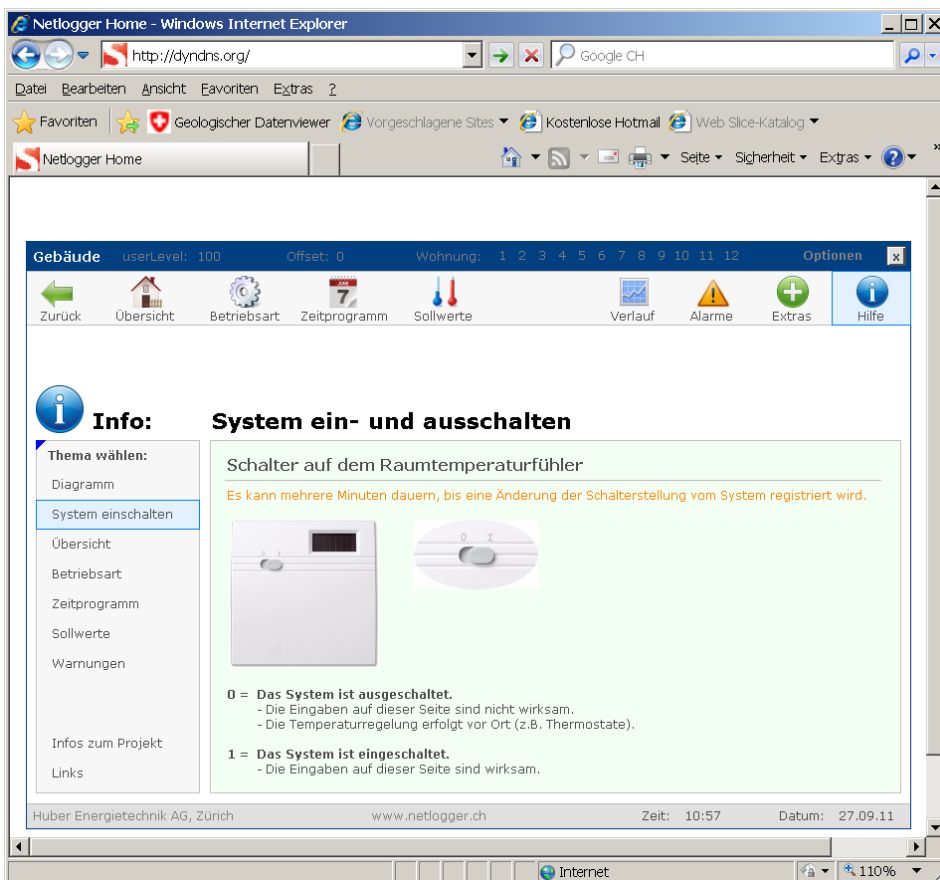 Netlogger Home - Windows Internet Explorer
http://dyndns.org/
Google CH
Datei Bearbeiten Ansicht Favoriten Extras ?
Favoriten Geologischer Datenviewer Vorgeschlagene Sites Kostenlose Hotmail Web Slice-Katalog
Netlogger Home
Seite Sicherheit Extras
Gebäude userLevel: 100 Offset: 0 Wohnung: 1 2 3 4 5 6 7 8 9 10 11 12 Optionen x
JUNE
7
Zurück Übersicht Betriebsart Zeitprogramm Sollwerte Verlauf Alarme Extras Hilfe
Info: System ein- und ausschalten
Thema wählen:
Diagramm
System einschalten
Übersicht
Betriebsart
Zeitprogramm
Sollwerte
Warnungen
Infos zum Projekt
Links
Schalter auf dem Raumtemperaturfühler
Es kann mehrere Minuten dauern, bis eine Änderung der Schalterstellung vom System registriert wird.
0 I
0 I
0 = Das System ist ausgeschaltet.
- Die Eingaben auf dieser Seite sind nicht wirksam.
- Die Temperaturregelung erfolgt vor Ort (z.B. Thermostate).
1 = Das System ist eingeschaltet.
- Die Eingaben auf dieser Seite sind wirksam.
Huber Energietechnik AG, Zürich www.netlogger.ch Zeit: 10:57 Datum: 27.09.11
Internet 110%